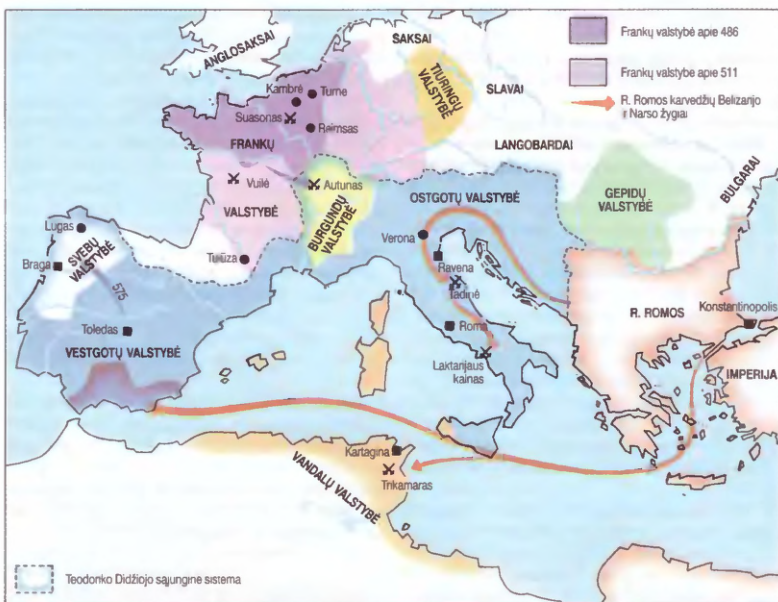 ANGLOSAKSAI
SAKSAI
TIURINGŲ
VALSTYBĖ
SLAVAI
LANGOBARDAI
BULGARAI
Frankų valstybė apie 486
Frankų valstybė apie 511
R. Romos karvedžių Belizarijo
ir Narso žygiai
Kambrė
Turne
Suasonas
Reimsas
FRANKŲ
Vuilė
VALSTYBĖ
Autunas
BURGUNDŲ
VALSTYBĖ
OSTGOTŲ VALSTYBĖ
GEPIDŲ
VALSTYBĖ
Lugas
SVEBŲ
VALSTYBĖ
Braga
575
Tulūza
Verona
Ravena
Tadinė
Roma
Laktarijaus
kalnas
Toledas
VESTGOTŲ VALSTYBĖ
R. ROMOS
Konstantinopolis
IMPERIJA
Kartagina
Trikamaras
VANDALŲ VALSTYBĖ
Teodoriko Didžiojo sąjunginė sistema